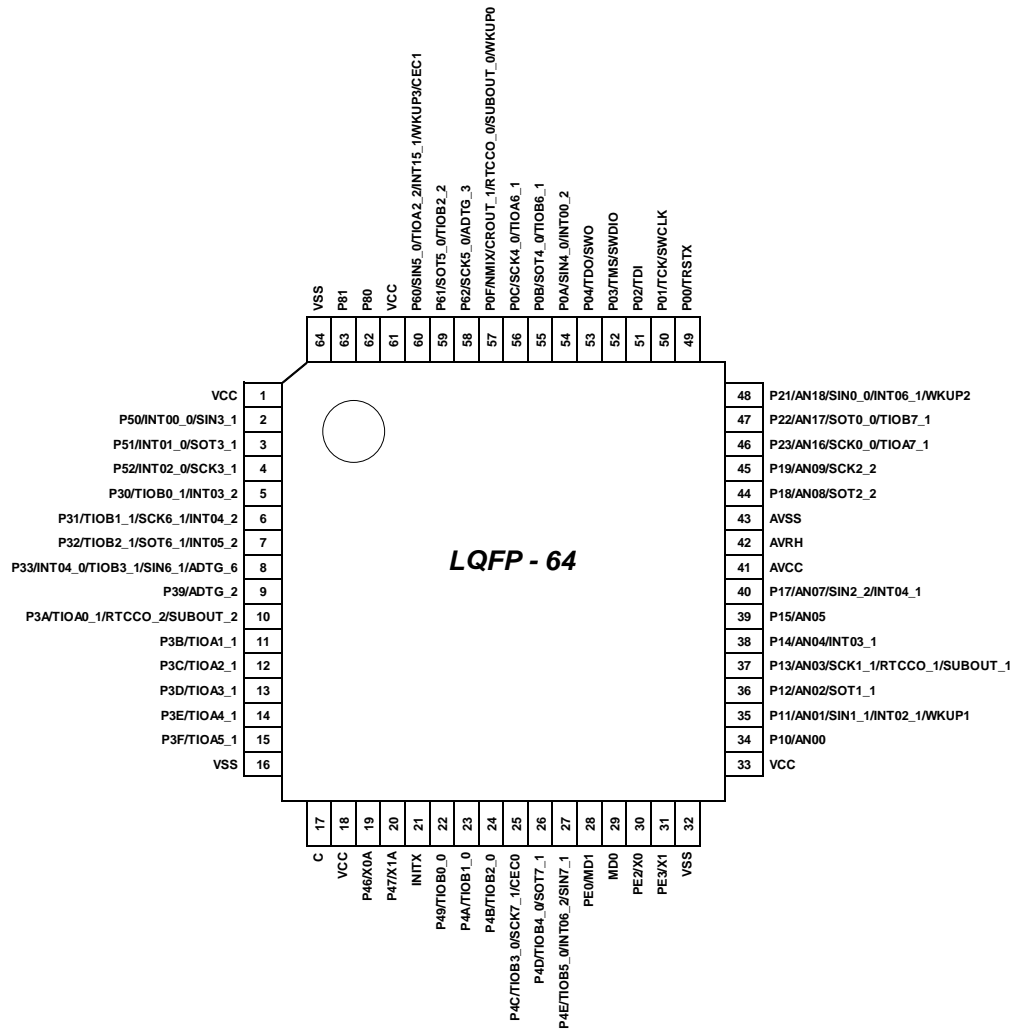 VSS
P81
P80
VCC
P60/SIN5_0/TIOA2_2/INT15_1/WKUP3/CEC1
P61/SOT5_0/TIOB2_2
P62/SCK5_0/ADTG_3
P0F/NMIX/CROUT_1/RTCCO_0/SUBOUT_0/WKUP0
P0C/SCK4_0/TIOA6_1
P0B/SOT4_0/TIOB6_1
P0A/SIN4_0/INT00_2
P04/TDO/SWO
P03/TMS/SWDIO
P02/TDI
P01/TCK/SWCLK
P00/TRSTX
64 63 62 61 60 59 58 57 56 55 54 53 52 51 50 49
VCC 1
P50/INT00_0/SIN3_1 2
P51/INT01_0/SOT3_1 3
P52/INT02_0/SCK3_1 4
P30/TIOB0_1/INT03_2 5
P31/TIOB1_1/SCK6_1/INT04_2 6
P32/TIOB2_1/SOT6_1/INT05_2 7
P33/INT04_0/TIOB3_1/SIN6_1/ADTG_6 8
P39/ADTG_2 9
P3A/TIOA0_1/RTCCO_2/SUBOUT_2 10
P3B/TIOA1_1 11
P3C/TIOA2_1 12
P3D/TIOA3_1 13
P3E/TIOA4_1 14
P3F/TIOA5_1 15
VSS 16
LQFP - 64
48 P21/AN18/SIN0_0/INT06_1/WKUP2
47 P22/AN17/SOT0_0/TIOB7_1
46 P23/AN16/SCK0_0/TIOA7_1
45 P19/AN09/SCK2_2
44 P18/AN08/SOT2_2
43 AVSS
42 AVRH
41 AVCC
40 P17/AN07/SIN2_2/INT04_1
39 P15/AN05
38 P14/AN04/INT03_1
37 P13/AN03/SCK1_1/RTCCO_1/SUBOUT_1
36 P12/AN02/SOT1_1
35 P11/AN01/SIN1_1/INT02_1/WKUP1
34 P10/AN00
33 VCC
17 18 19 20 21 22 23 24 25 26 27 28 29 30 31 32
C
VCC
P46/X0A
P47/X1A
INITX
P49/TIOB0_0
P4A/TIOB1_0
P4B/TIOB2_0
P4C/TIOB3_0/SCK7_1/CEC0
P4D/TIOB4_0/SOT7_1
P4E/TIOB5_0/INT06_2/SIN7_1
PE0/MD1
MD0
PE2/X0
PE3/X1
VSS